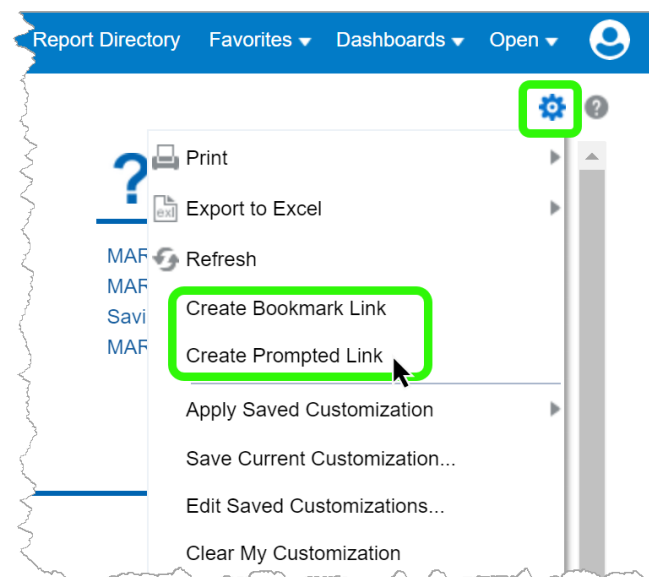 Report Directory Favorites Dashboards Open
?
Print
Export to Excel
MAR
Refresh
MAR
Savi
Create Bookmark Link
MAR
Create Prompted Link
Apply Saved Customization
Save Current Customization...
Edit Saved Customizations...
Clear My Customization